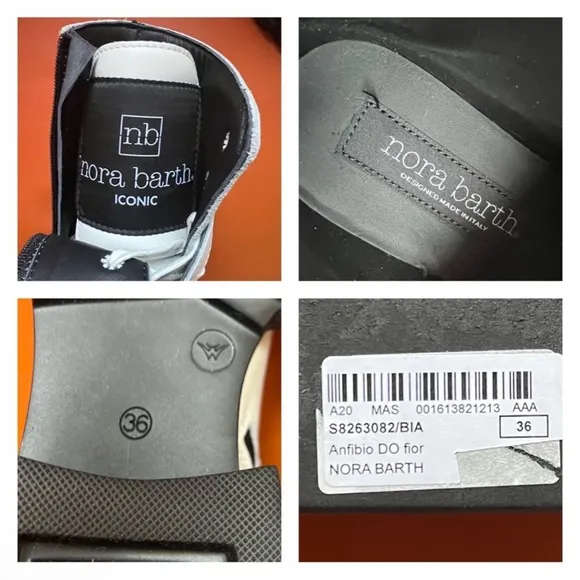 nb
nora barth
ICONIC
nora barth
DESIGNED MADE IN ITALY
36
A20 MAS 001613821213 AAA
S8263082/BIA 36
Anfibio DO fior
NORA BARTH